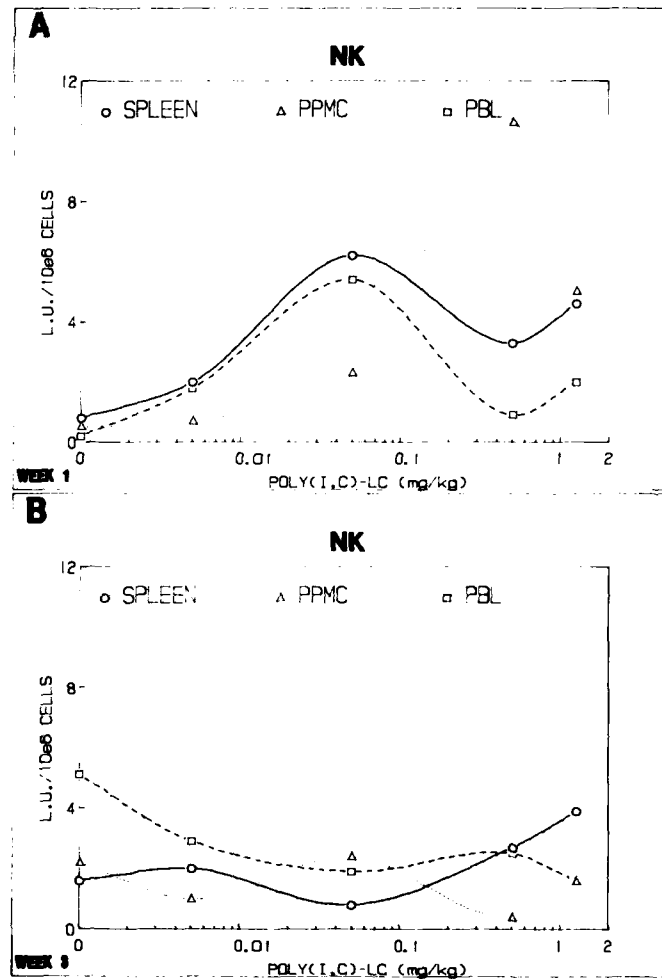 A
NK
12
○ SPLEEN △ PPMC □ PBL
8
L.U./10e6 CELLS
4
0
0 0.01 0.1 1 2
WEEK 1
POLY(I,C)-LC (mg/kg)
B
NK
12
○ SPLEEN △ PPMC □ PBL
8
L.U./10e6 CELLS
4
0
0 0.01 0.1 1 2
WEEK 3
POLY(I,C)-LC (mg/kg)